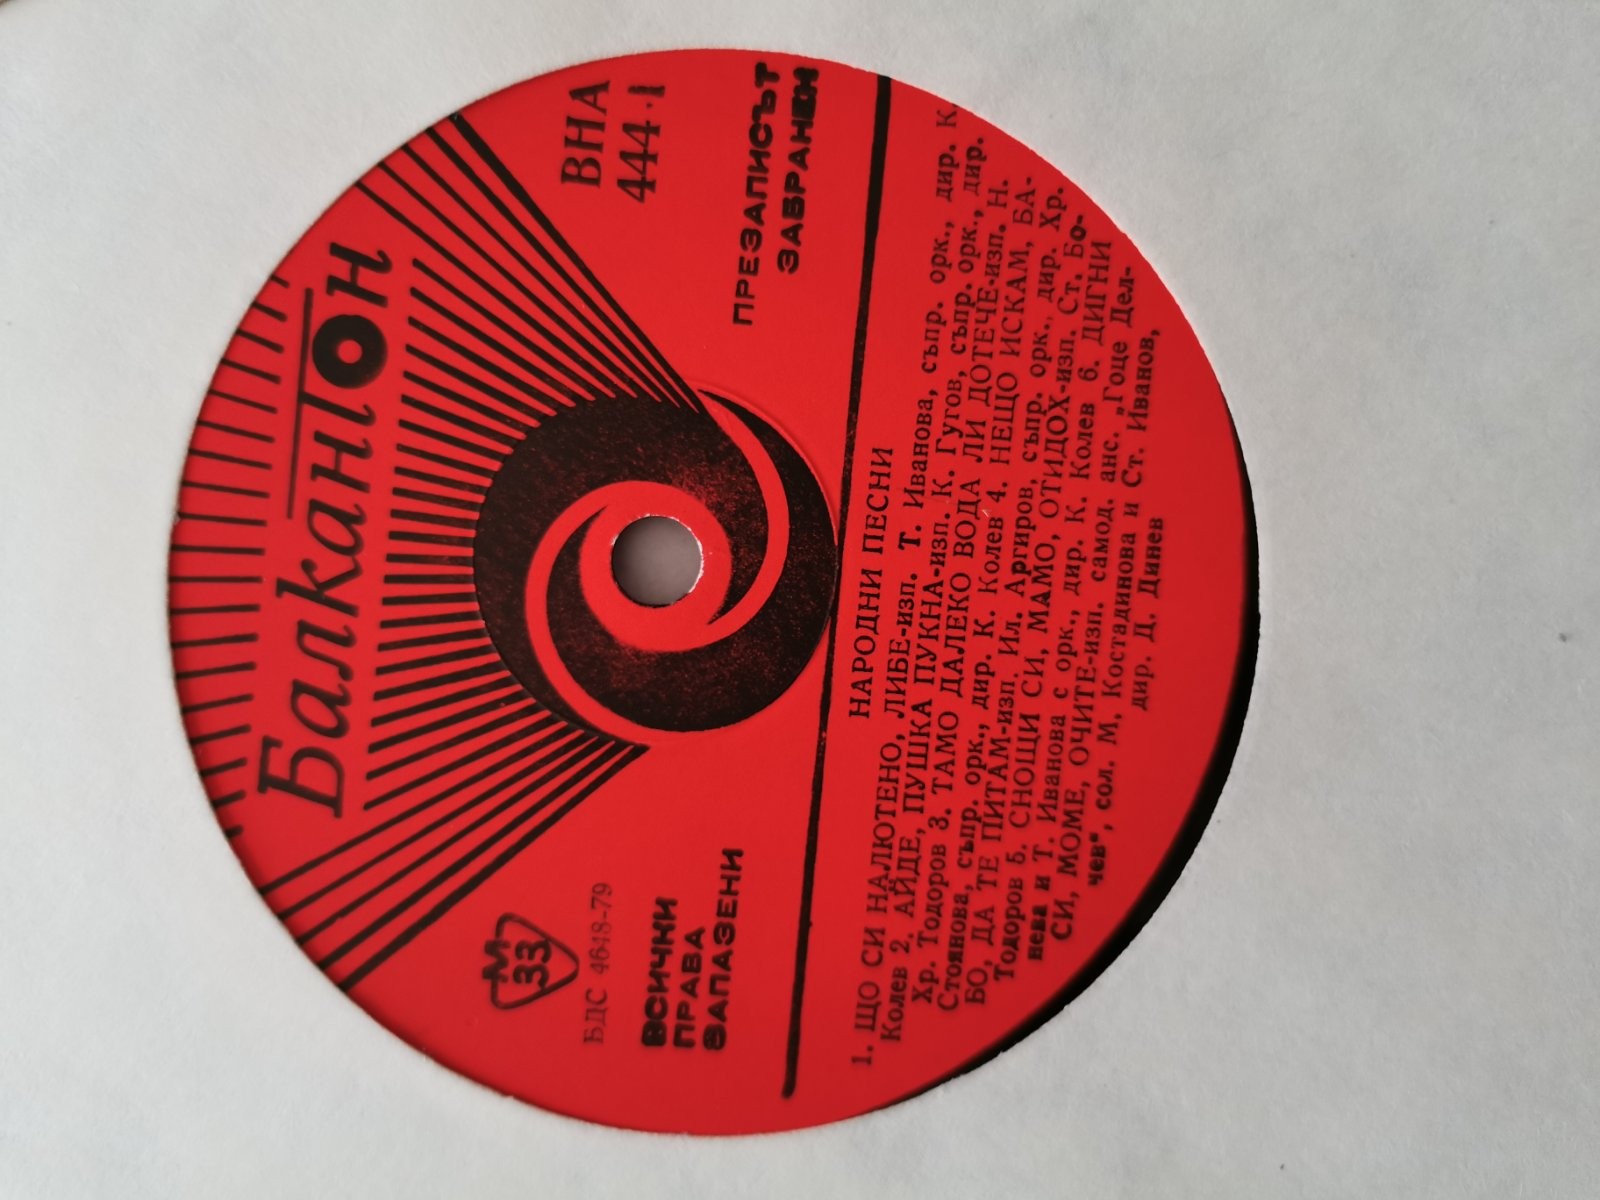 Балкантон
М
33
БДС 4648-79
ВСИЧКИ
ПРАВА
ЗАПАЗЕНИ
ВНА
444·1
ПРЕЗАПИСЪТ
ЗАБРАНЕН
НАРОДНИ ПЕСНИ
1. ЩО СИ НАЛЮТЕНО, ЛИБЕ-изп. Т. Иванова, съпр. орк., дир. К.
Колев 2. АЙДЕ, ПУШКА ПУКНА-изп. К. Гугов, съпр. орк., дир.
Хр. Тодоров 3. ТАМО ДАЛЕКО ВОДА ЛИ ДОТЕЧЕ-изп. Н.
Стоянова, съпр. орк., дир. К. Колев 4. НЕЩО ИСКАМ, БА-
БО, ДА ТЕ ПИТАМ-изп. Ил. Аргиров, съпр. орк., дир. Хр.
Тодоров 5. СНОЩИ СИ, МАМО, ОТИДОХ-изп. Ст. Бо-
нева и Т. Иванова с орк., дир. К. Колев 6. ДИГНИ
СИ, МОМЕ, ОЧИТЕ-изп. самод. анс. „Гоце Дел-
чев", сол. М, Костадинова и Ст. Иванов,
дир. Д. Динев